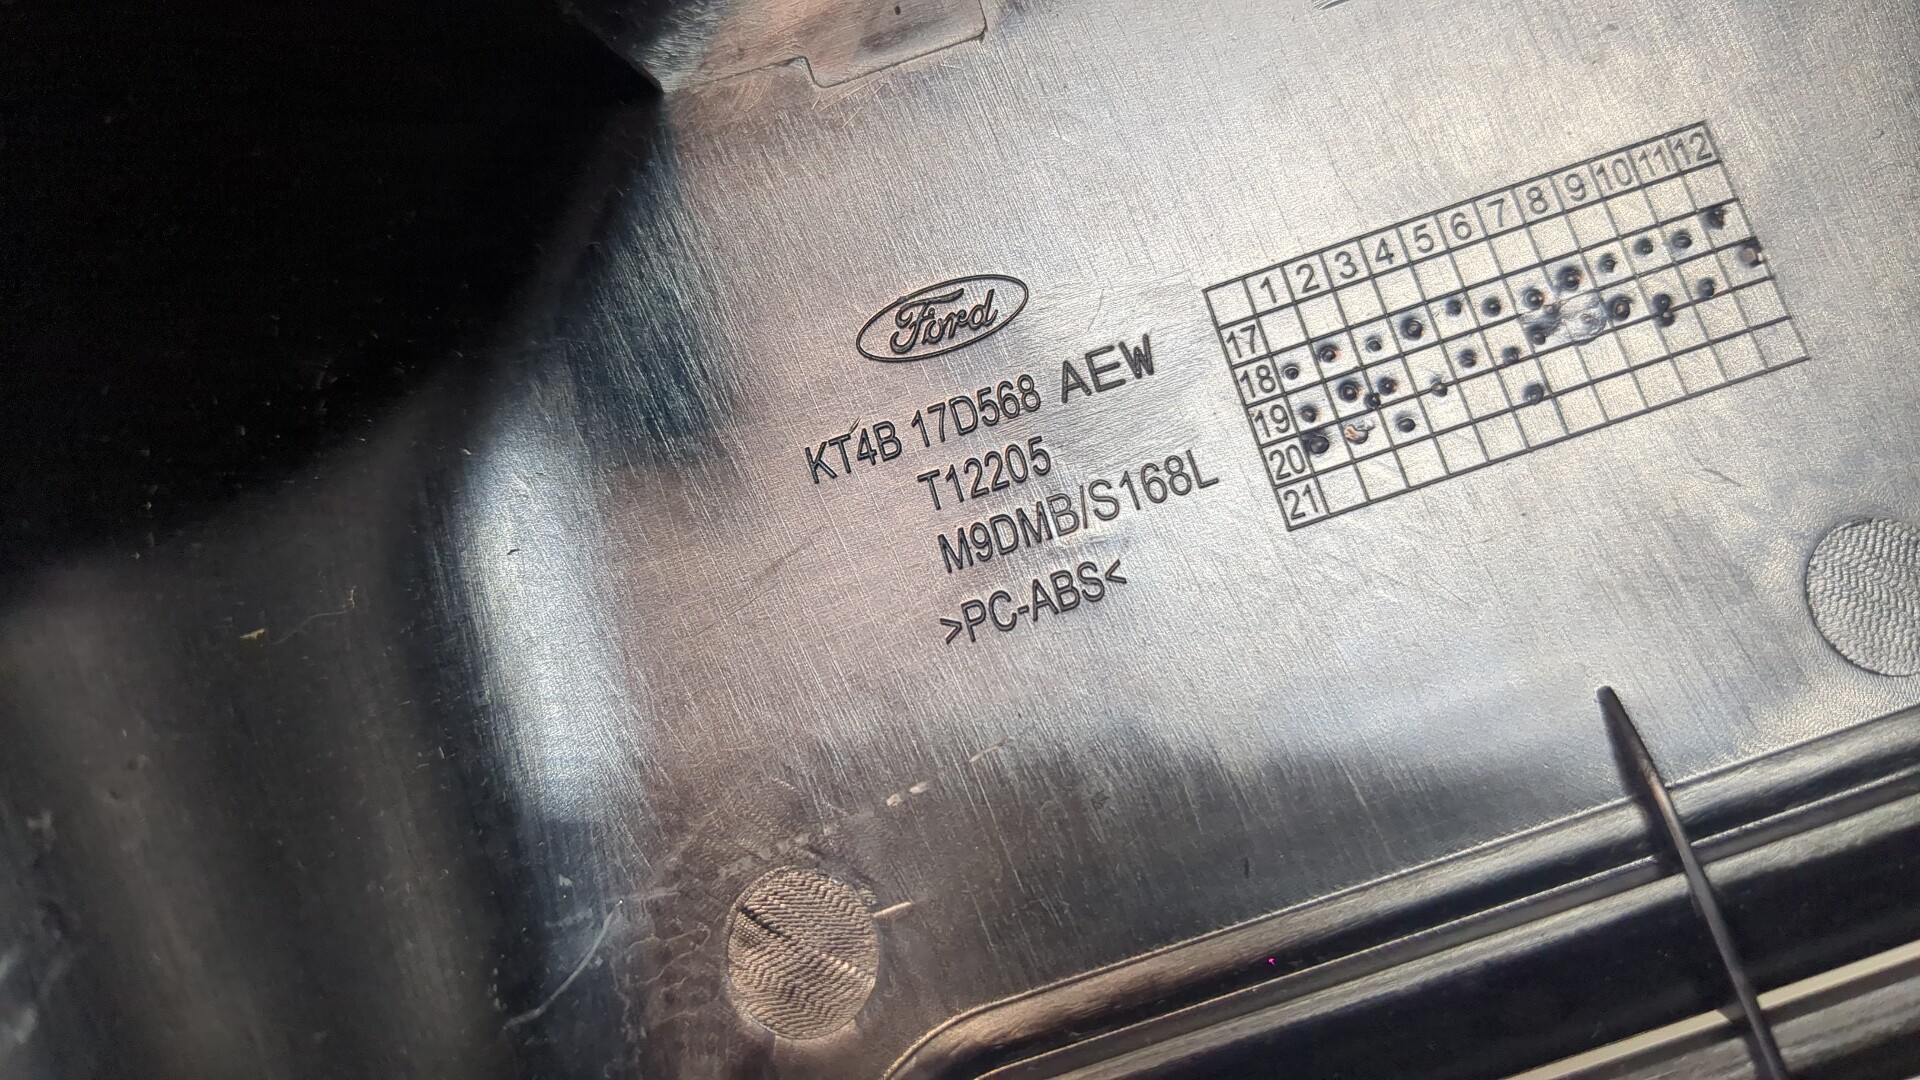 Ford
KT4B 17D568 AEW
T12205
M9DMB/S168L
>PC-ABS<
1 2 3 4 5 6 7 8 9 10 11 12
17
18
19
20
21